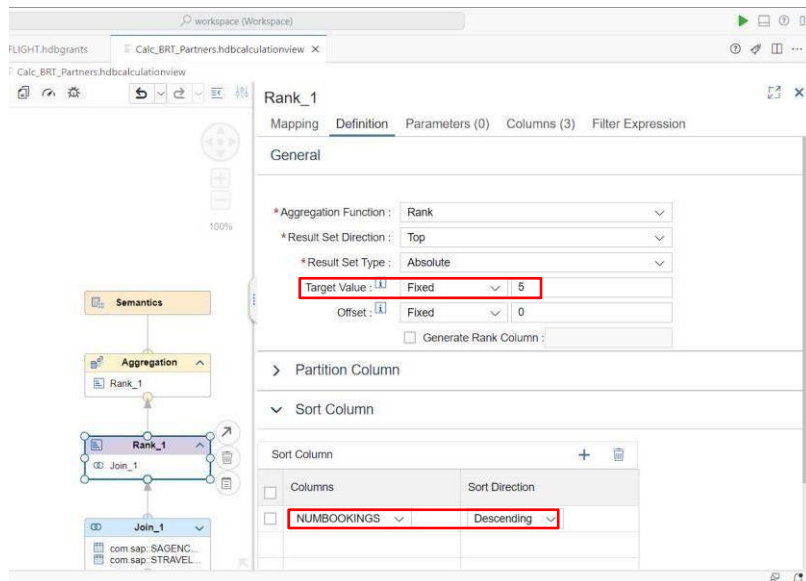 workspace (Workspace)
FLIGHT.hdbgrants
Calc_BRT_Partners.hdbcalculationview
Calc_BRT_Partners.hdbcalculationview
100%
Semantics
Aggregation
Rank_1
Rank_1
Join_1
Join_1
com.sap::SAGENC...
com.sap::STRAVEL...
Rank_1
Mapping Definition Parameters (0) Columns (3) Filter Expression
General
*Aggregation Function : Rank
*Result Set Direction : Top
*Result Set Type : Absolute
Target Value : Fixed 5
Offset : Fixed 0
Generate Rank Column :
Partition Column
Sort Column
Sort Column
Columns Sort Direction
NUMBOOKINGS Descending